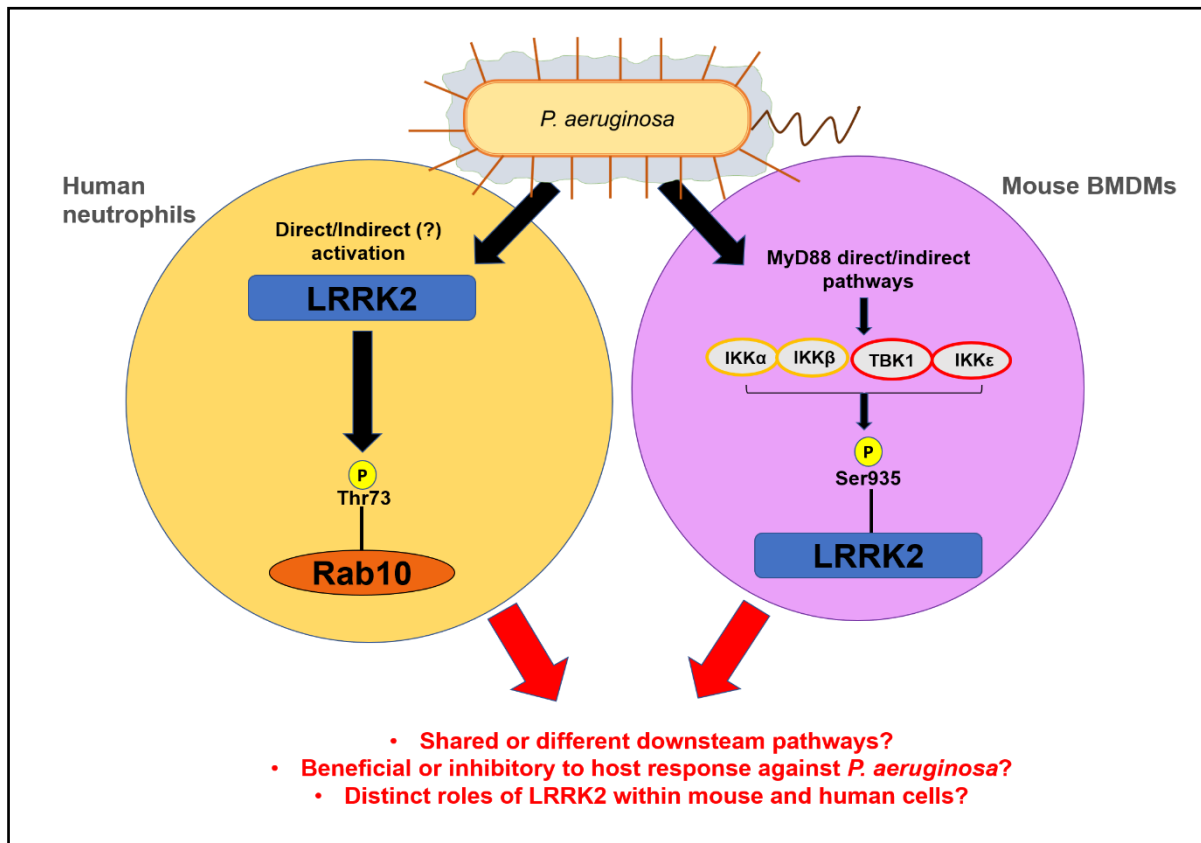 P. aeruginosa
Human
neutrophils
Mouse BMDMs
Direct/Indirect (?)
activation
LRRK2
P
Thr73
Rab10
MyD88 direct/indirect
pathways
IKKα IKKβ TBK1 IKKε
P
Ser935
LRRK2
• Shared or different downsteam pathways?
• Beneficial or inhibitory to host response against P. aeruginosa?
• Distinct roles of LRRK2 within mouse and human cells?